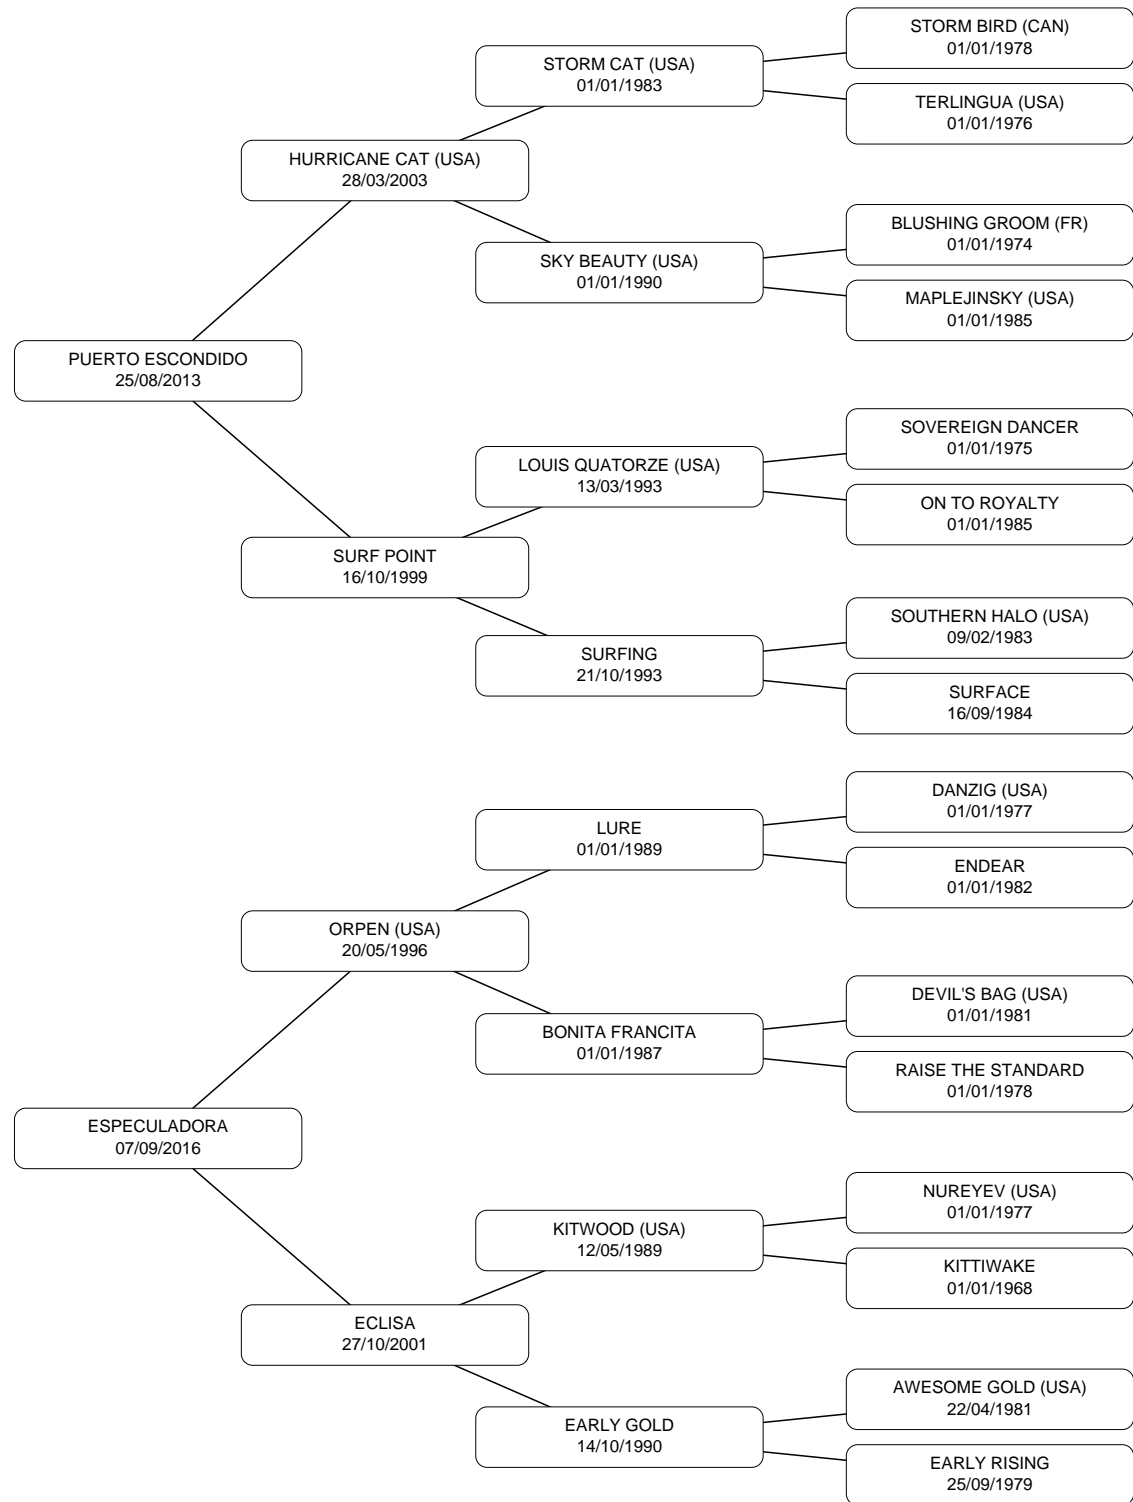 STORM BIRD (CAN)
01/01/1978
STORM CAT (USA)
01/01/1983
TERLINGUA (USA)
01/01/1976
HURRICANE CAT (USA)
28/03/2003
BLUSHING GROOM (FR)
01/01/1974
SKY BEAUTY (USA)
01/01/1990
MAPLEJINSKY (USA)
01/01/1985
PUERTO ESCONDIDO
25/08/2013
SOVEREIGN DANCER
01/01/1975
LOUIS QUATORZE (USA)
13/03/1993
ON TO ROYALTY
01/01/1985
SURF POINT
16/10/1999
SOUTHERN HALO (USA)
09/02/1983
SURFING
21/10/1993
SURFACE
16/09/1984
DANZIG (USA)
01/01/1977
LURE
01/01/1989
ENDEAR
01/01/1982
ORPEN (USA)
20/05/1996
DEVIL'S BAG (USA)
01/01/1981
BONITA FRANCITA
01/01/1987
RAISE THE STANDARD
01/01/1978
ESPECULADORA
07/09/2016
NUREYEV (USA)
01/01/1977
KITWOOD (USA)
12/05/1989
KITTIWAKE
01/01/1968
ECLISA
27/10/2001
AWESOME GOLD (USA)
22/04/1981
EARLY GOLD
14/10/1990
EARLY RISING
25/09/1979